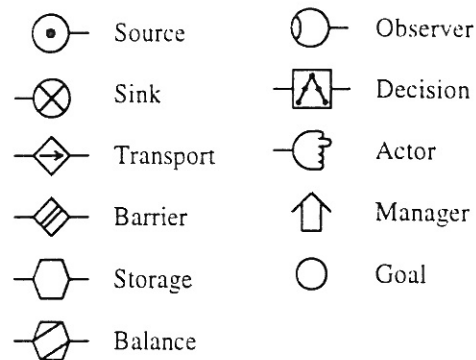 Source
Sink
Transport
Barrier
Storage
Balance
Observer
Decision
Actor
Manager
Goal